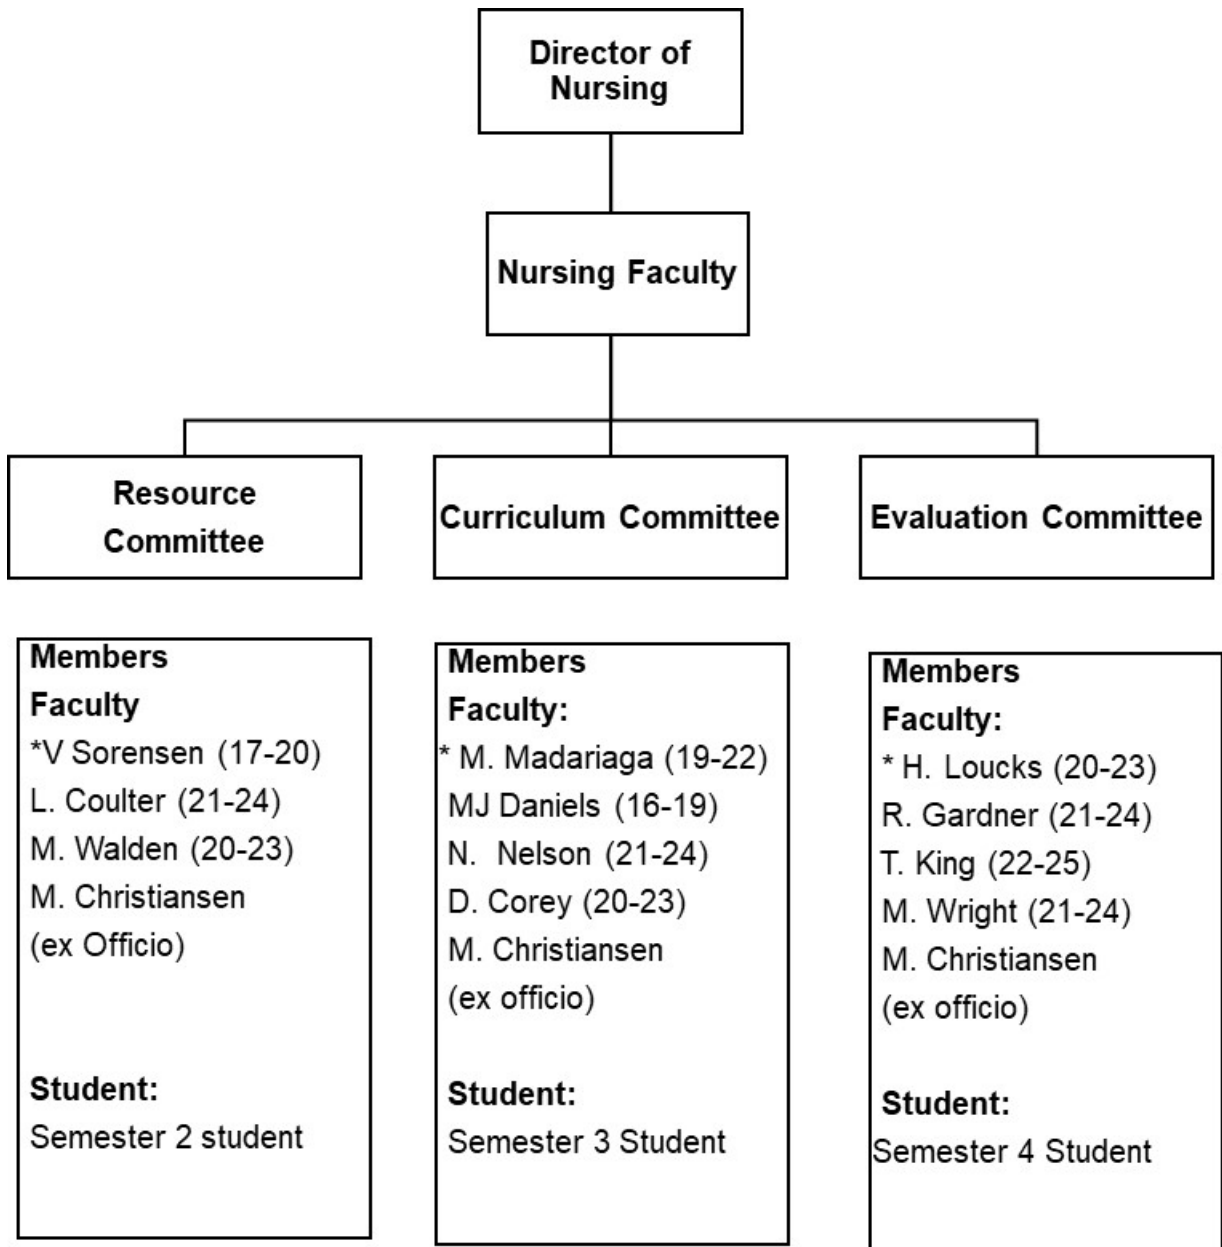 Director of
Nursing
Nursing Faculty
Resource
Committee
Curriculum Committee
Evaluation Committee
Members
Faculty
*V Sorensen (17-20)
L. Coulter (21-24)
M. Walden (20-23)
M. Christiansen
(ex Officio)
Student:
Semester 2 student
Members
Faculty:
* M. Madariaga (19-22)
MJ Daniels (16-19)
N.  Nelson (21-24)
D. Corey (20-23)
M. Christiansen
(ex officio)
Student:
Semester 3 Student
Members
Faculty:
* H. Loucks (20-23)
R. Gardner (21-24)
T. King (22-25)
M. Wright (21-24)
M. Christiansen
(ex officio)
Student:
Semester 4 Student